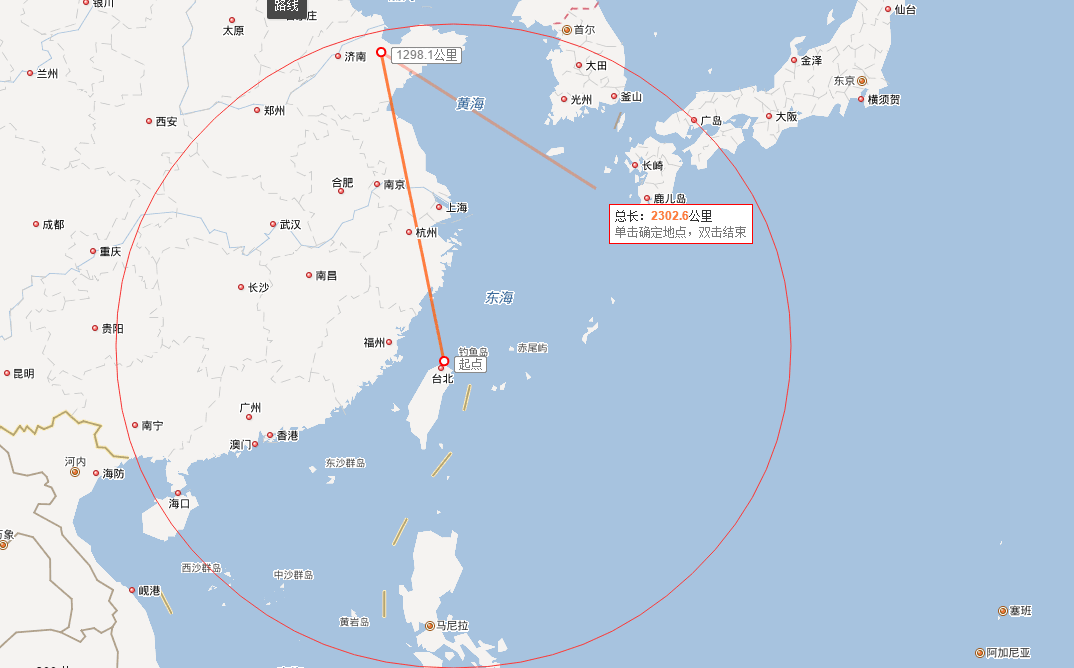 银川
路线
太原
仙台
首尔
济南
1298.1公里
兰州
大田
金泽
东京
黄海
光州
釜山
横须贺
郑州
西安
广岛
大阪
长崎
合肥
南京
鹿儿岛
上海
总长：2302.6公里
单击确定地点，双击结束
成都
武汉
杭州
重庆
南昌
长沙
东海
贵阳
福州
钓鱼岛
赤尾屿
起点
昆明
台北
广州
南宁
香港
澳门
河内
海防
东沙群岛
海口
万象
西沙群岛
中沙群岛
岘港
黄岩岛
马尼拉
塞班
阿加尼亚